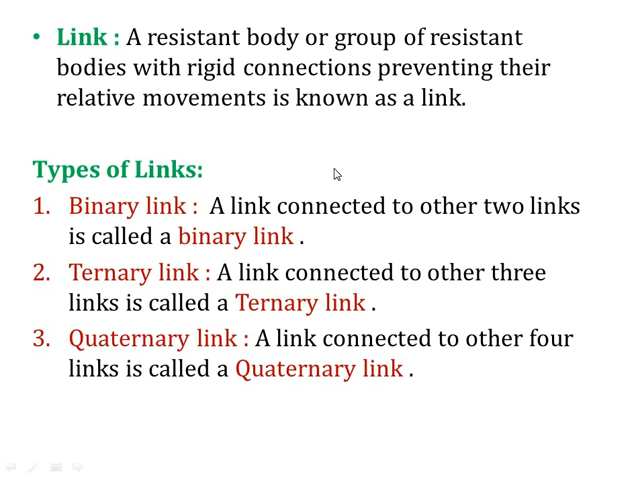 • Link : A resistant body or group of resistant
bodies with rigid connections preventing their
relative movements is known as a link.
Types of Links:
1. Binary link :  A link connected to other two links
is called a binary link .
2. Ternary link : A link connected to other three
links is called a Ternary link .
3. Quaternary link : A link connected to other four
links is called a Quaternary link .